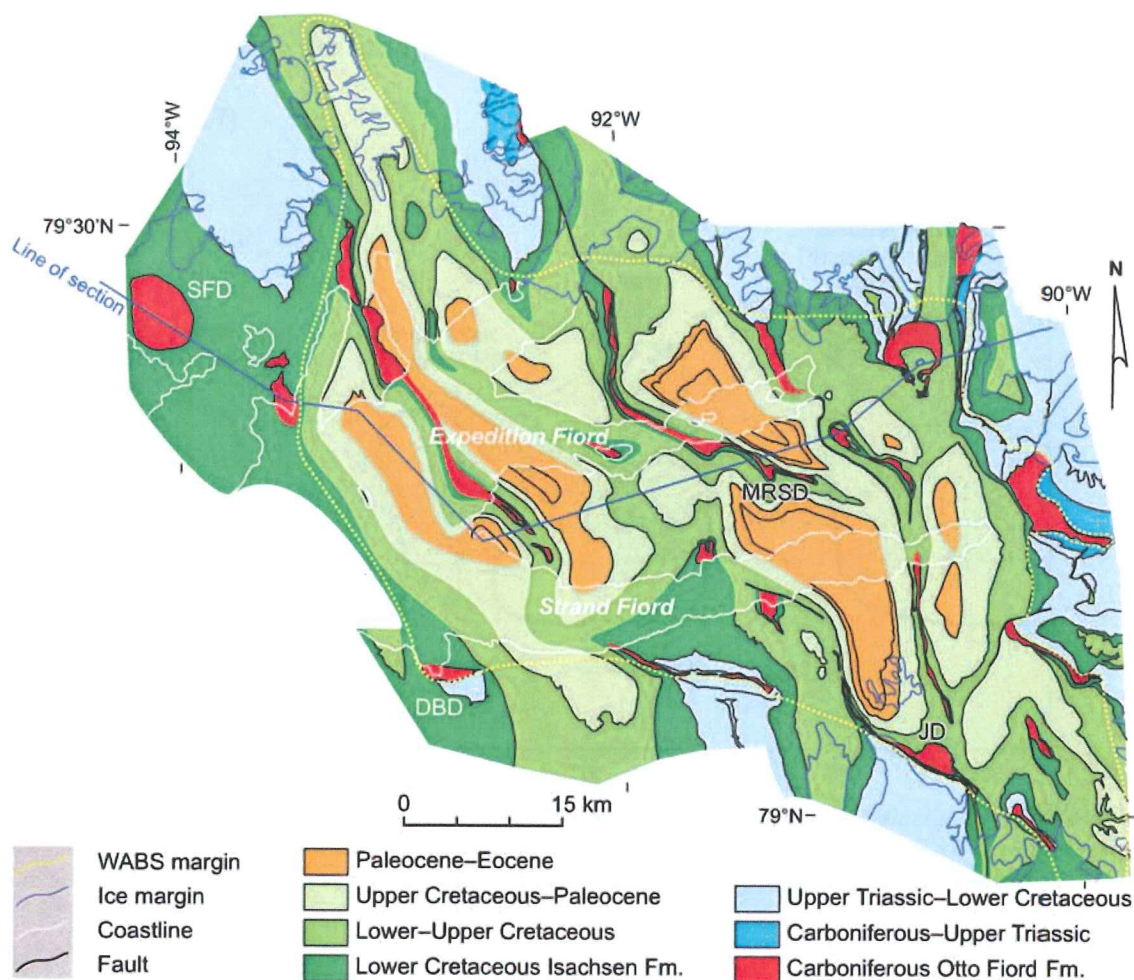 92°W
94°W
79°30'N
Line of section
SFD
N
90°W
Expedition Fiord
MRSD
Strand Fiord
DBD
JD
0 15 km
79°N
WABS margin
Ice margin
Coastline
Fault
Paleocene–Eocene
Upper Cretaceous–Paleocene
Lower–Upper Cretaceous
Lower Cretaceous Isachsen Fm.
Upper Triassic–Lower Cretaceous
Carboniferous–Upper Triassic
Carboniferous Otto Fiord Fm.